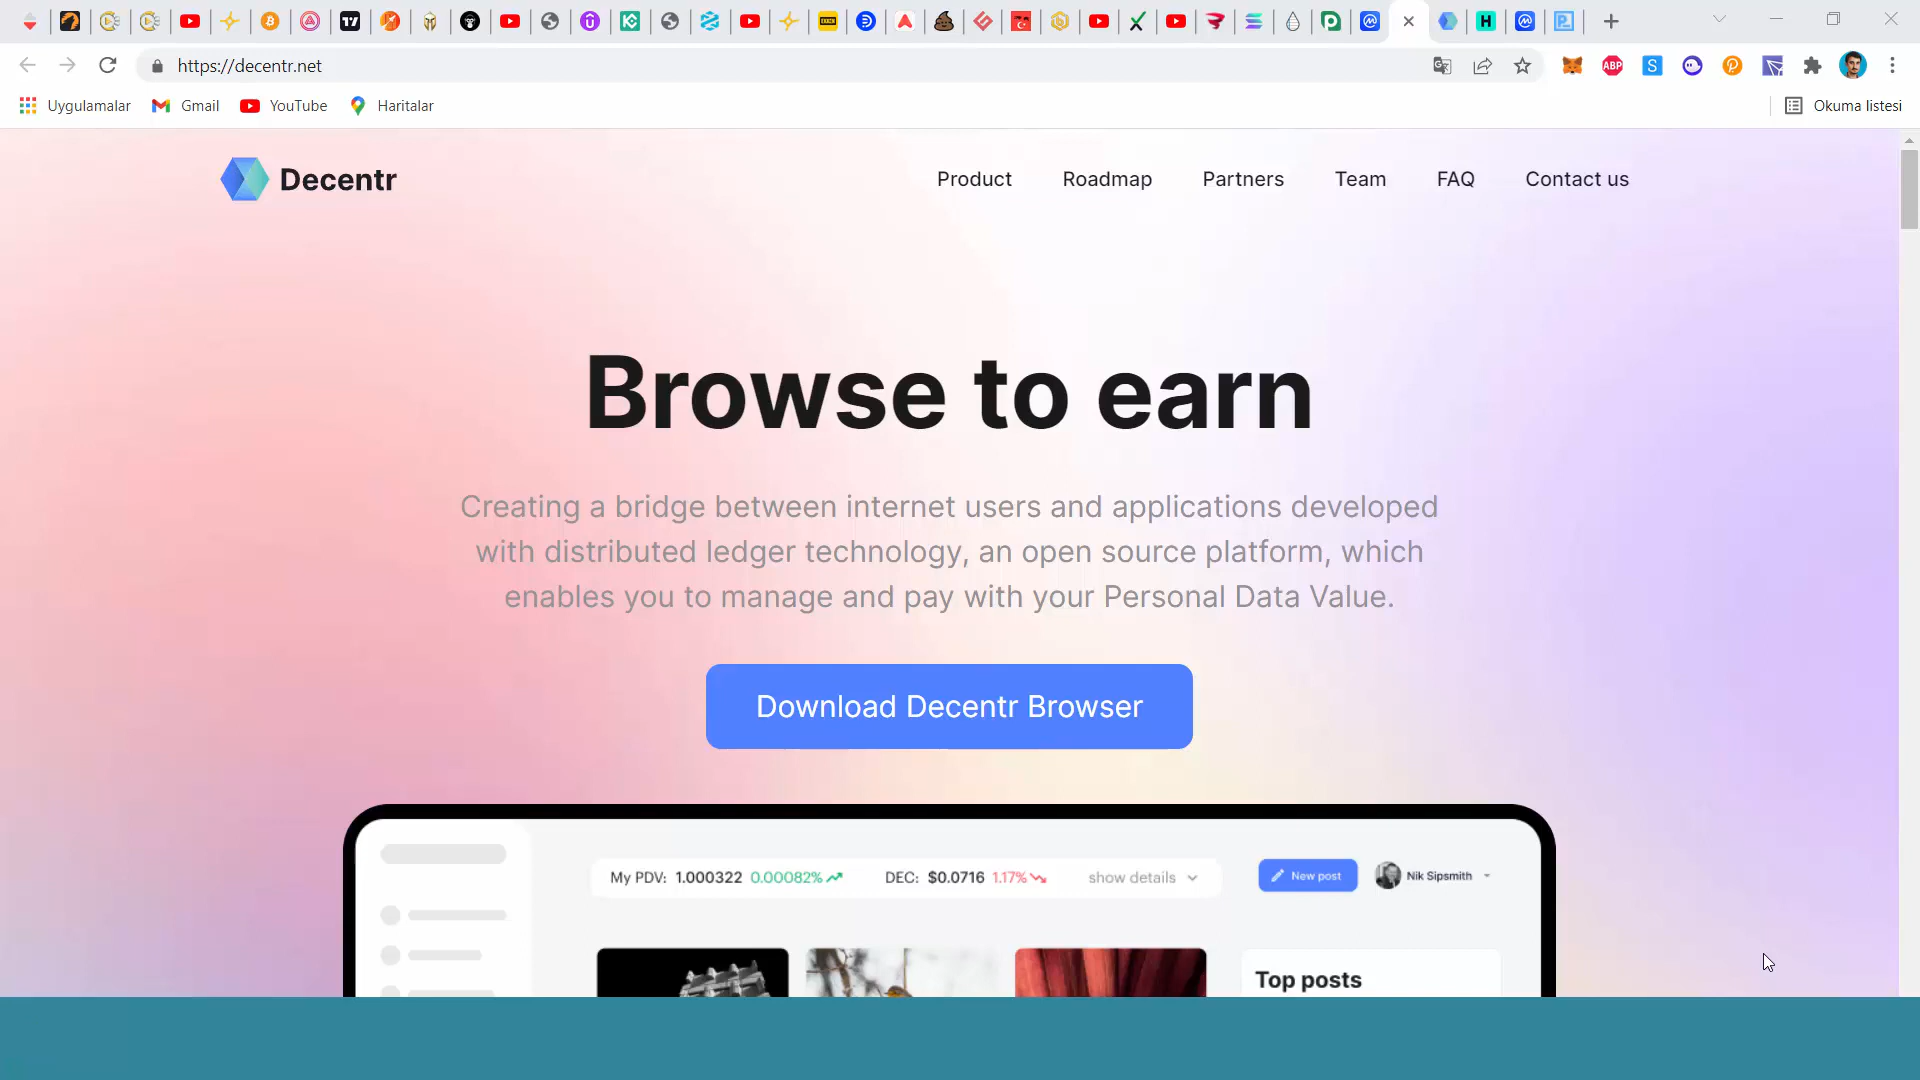 https://decentr.net
ABP
Uygulamalar
Gmail
YouTube
Haritalar
Okuma listesi
Decentr
Product
Roadmap
Partners
Team
FAQ
Contact us
Browse to earn
Creating a bridge between internet users and applications developed
with distributed ledger technology, an open source platform, which
enables you to manage and pay with your Personal Data Value.
Download Decentr Browser
My PDV: 1.000322 0.00082%
DEC: $0.0716 1.17%
show details
New post
Nik Sipsmith
Top posts